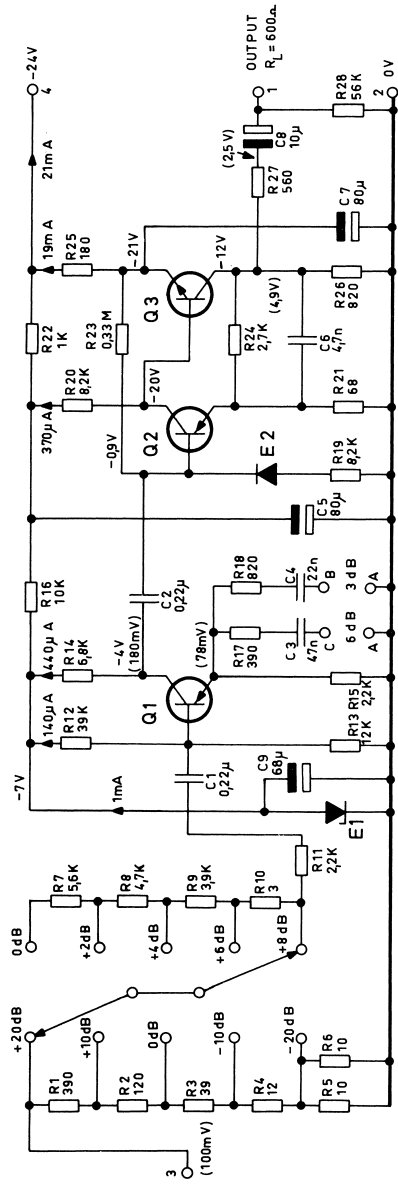 3
(100mV)
+20dB
R1
390
+10dB
R2
120
0dB
R3
39
-10dB
R4
12
-20dB
R5
10
R6
10
0dB
R7
5,6K
+2dB
R8
4,7K
+4dB
R9
3,9K
+6dB
R10
3
+8dB
R11
2,2K
-7V
1mA
C9
68µ
E1
C1
0,22µ
140µA
R12
39K
440µA
R14
6,8K
-4V
(180mV)
Q1
(78mV)
R13
12K
R15
2,2K
R17
390
C3
47n
C
6dB
A
R18
820
C4
22n
B
3dB
A
R16
10K
C2
0,22µ
C5
80µ
-0,9V
Q2
E2
R19
8,2K
370µA
R20
8,2K
-20V
R21
68
R22
1K
R23
0,33M
R24
2,7K
C6
4,7n
19mA
R25
180
-21V
Q3
-12V
(4,9V)
R26
820
C7
80µ
R27
560
(2,5V)
C8
10µ
21mA
-24V
4
OUTPUT
RL=600Ω
1
R28
56K
0V
2